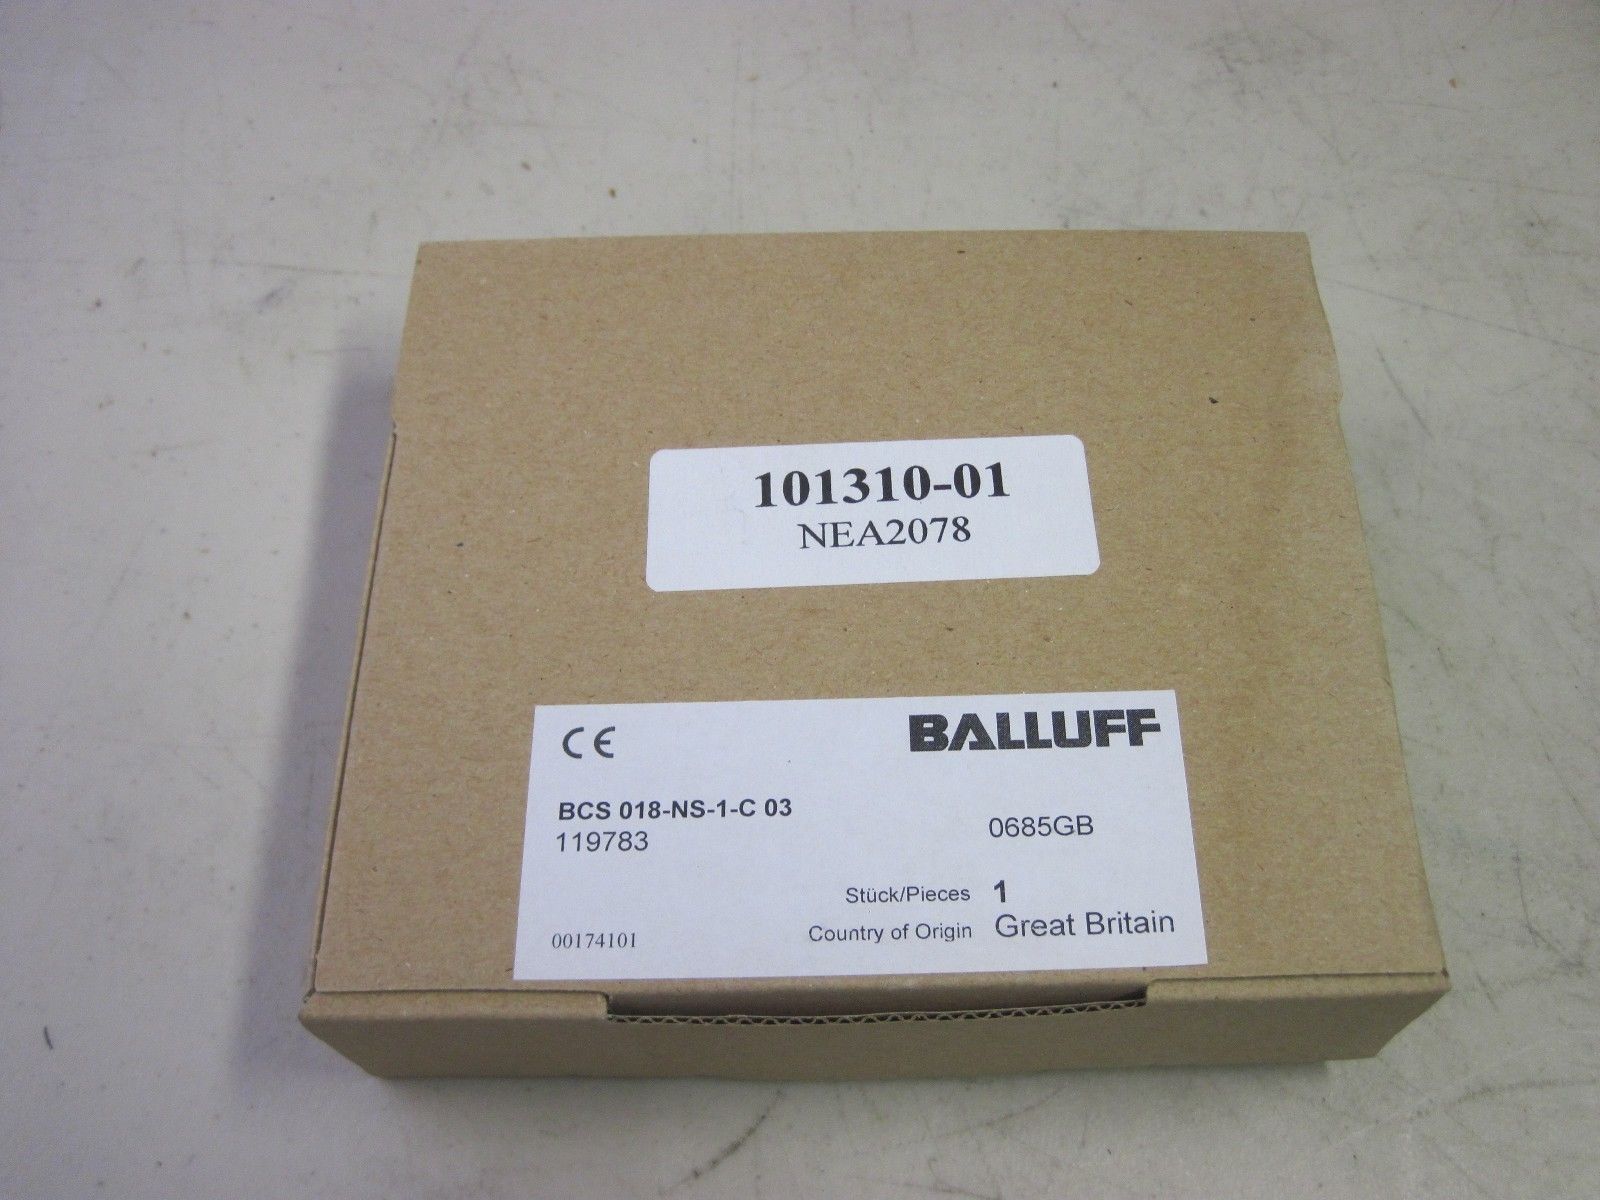 101310-01
NEA2078
CE BALLUFF
BCS 018-NS-1-C 03
119783 0685GB
Stück/Pieces 1
Country of Origin Great Britain
00174101